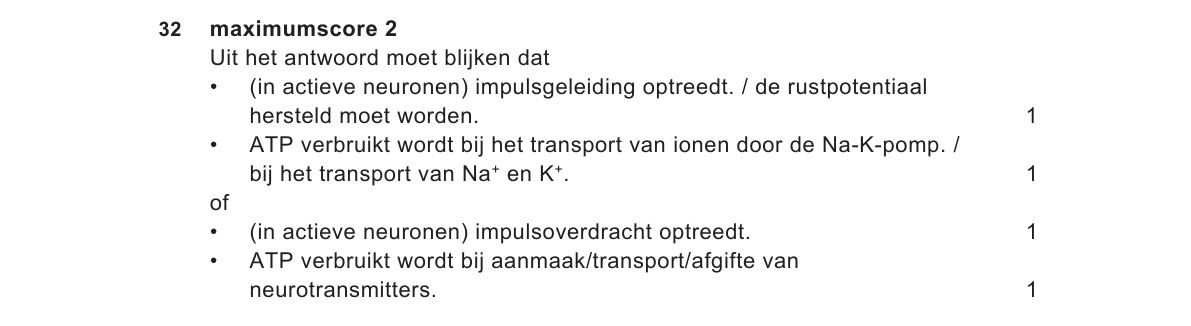 32 maximumscore 2
Uit het antwoord moet blijken dat
• (in actieve neuronen) impulsgeleiding optreedt. / de rustpotentiaal
hersteld moet worden. 1
• ATP verbruikt wordt bij het transport van ionen door de Na-K-pomp. /
bij het transport van Na⁺ en K⁺. 1
of
• (in actieve neuronen) impulsoverdracht optreedt. 1
• ATP verbruikt wordt bij aanmaak/transport/afgifte van
neurotransmitters. 1